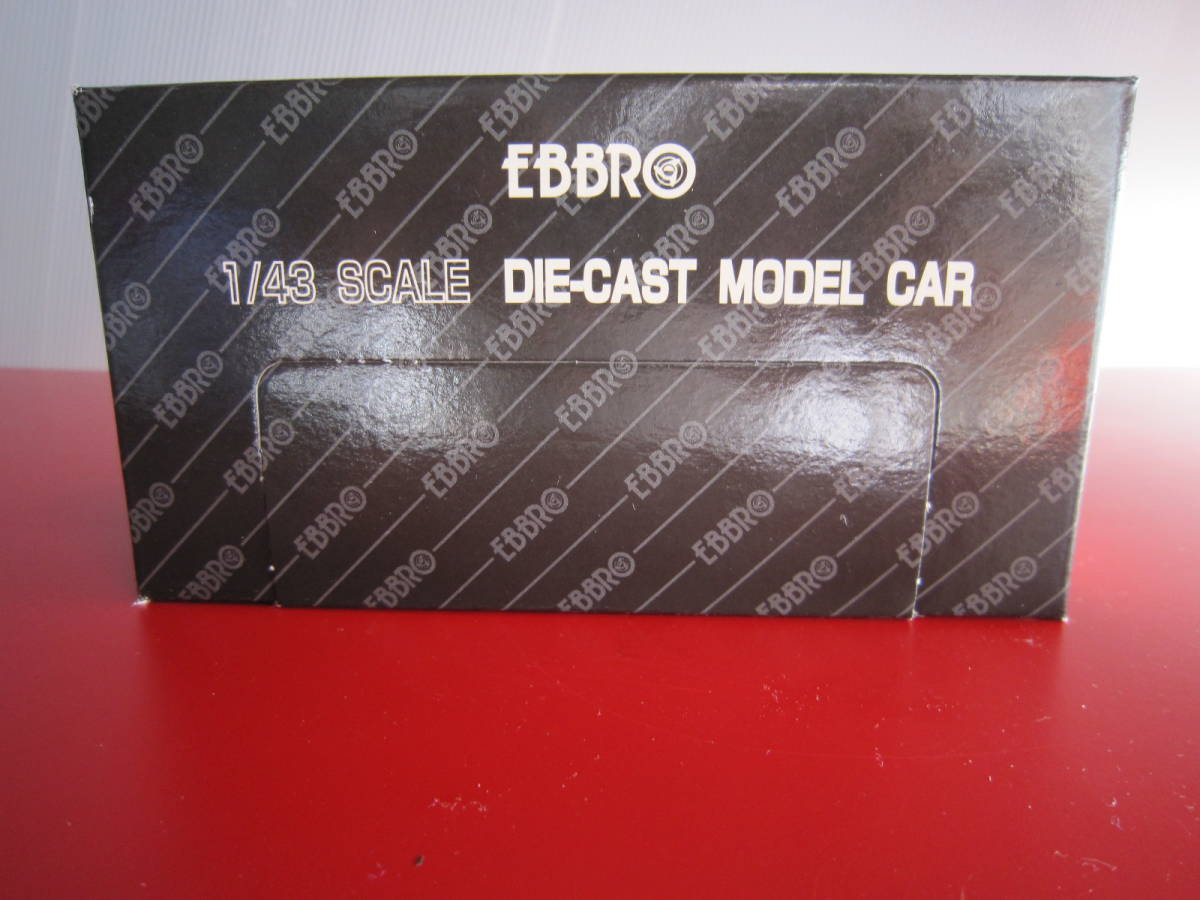 EBBRO
1/43 SCALE DIE-CAST MODEL CAR